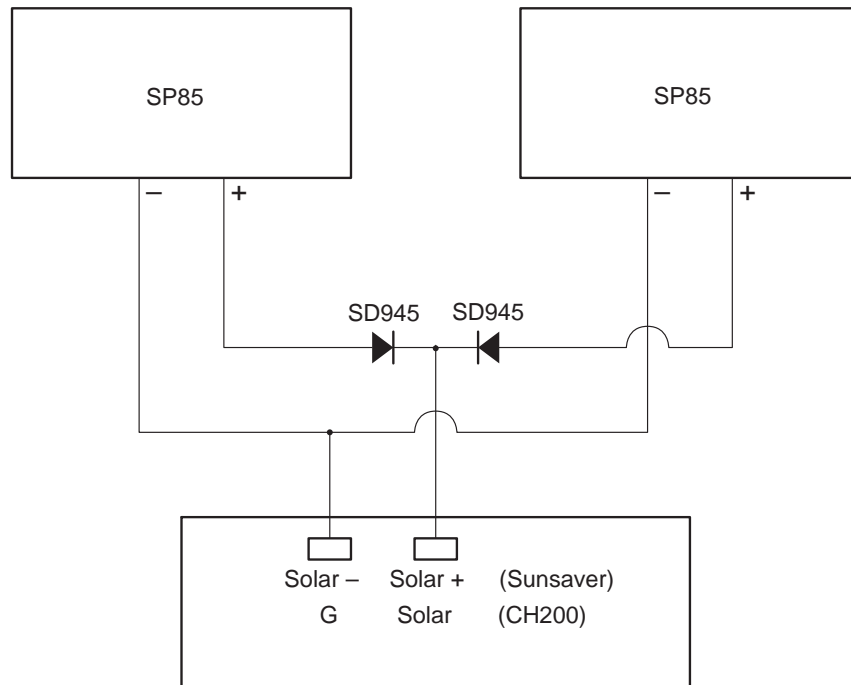 SP85 SP85
– + – +
SD945 SD945
Solar – Solar + (Sunsaver)
G Solar (CH200)